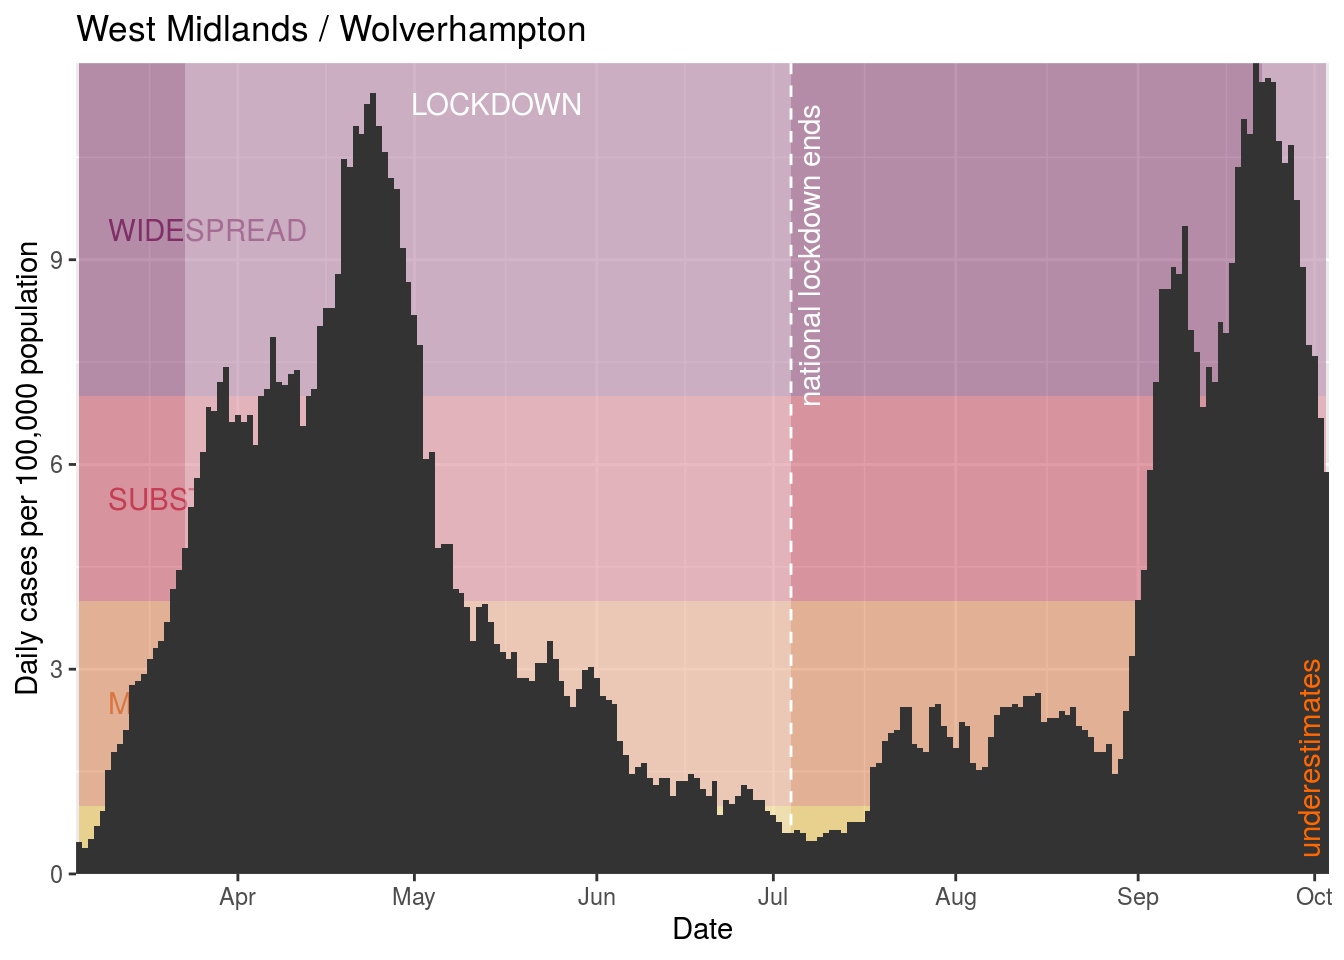 West Midlands / Wolverhampton
Daily cases per 100,000 population
LOCKDOWN
national lockdown ends
WIDESPREAD
9
6
SUBST
3
M
underestimates
0
Apr
May
Jun
Jul
Aug
Sep
Oct
Date